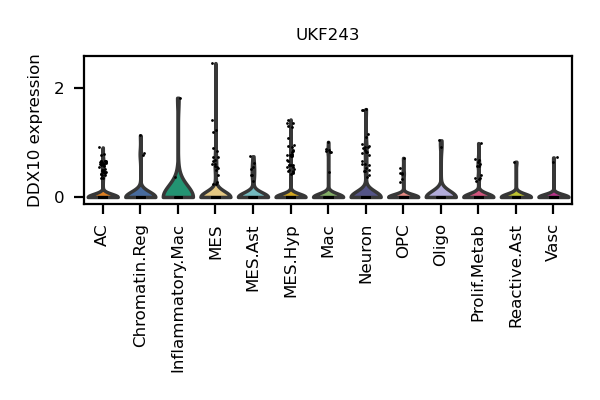 UKF243
DDX10 expression
2
0
AC
Chromatin.Reg
Inflammatory.Mac
MES
MES.Ast
MES.Hyp
Mac
Neuron
OPC
Oligo
Prolif.Metab
Reactive.Ast
Vasc